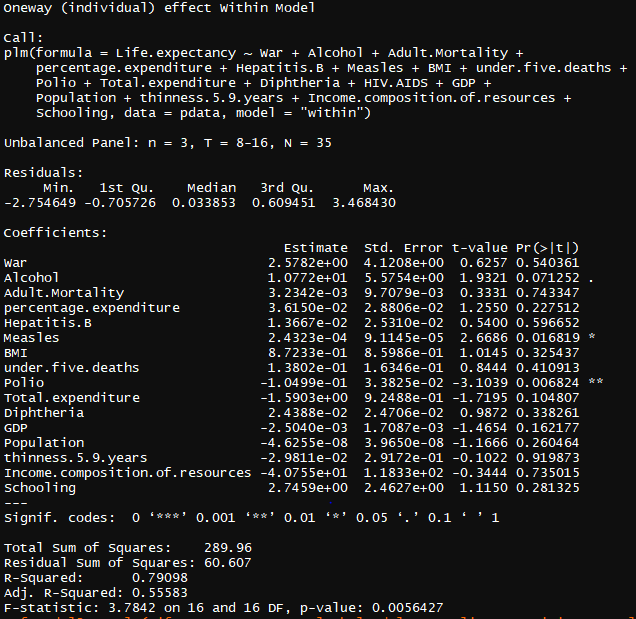 Oneway (individual) effect Within Model
Call:
plm(formula = Life.expectancy ~ War + Alcohol + Adult.Mortality +
percentage.expenditure + Hepatitis.B + Measles + BMI + under.five.deaths +
Polio + Total.expenditure + Diphtheria + HIV.AIDS + GDP +
Population + thinness.5.9.years + Income.composition.of.resources +
Schooling, data = pdata, model = "within")
Unbalanced Panel: n = 3, T = 8-16, N = 35
Residuals:
Min. 1st Qu. Median 3rd Qu. Max.
-2.754649 -0.705726 0.033853 0.609451 3.468430
Coefficients:
Estimate Std. Error t-value Pr(>|t|)
War 2.5782e+00 4.1208e+00 0.6257 0.540361
Alcohol 1.0772e+01 5.5754e+00 1.9321 0.071252 .
Adult.Mortality 3.2342e-03 9.7079e-03 0.3331 0.743347
percentage.expenditure 3.6150e-02 2.8806e-02 1.2550 0.227512
Hepatitis.B 1.3667e-02 2.5310e-02 0.5400 0.596652
Measles 2.4323e-04 9.1145e-05 2.6686 0.016819 *
BMI 8.7233e-01 8.5986e-01 1.0145 0.325437
under.five.deaths 1.3802e-01 1.6346e-01 0.8444 0.410913
Polio -1.0499e-01 3.3825e-02 -3.1039 0.006824 **
Total.expenditure -1.5903e+00 9.2488e-01 -1.7195 0.104807
Diphtheria 2.4388e-02 2.4706e-02 0.9872 0.338261
GDP -2.5040e-03 1.7087e-03 -1.4654 0.162177
Population -4.6255e-08 3.9650e-08 -1.1666 0.260464
thinness.5.9.years -2.9811e-02 2.9172e-01 -0.1022 0.919873
Income.composition.of.resources -4.0755e+01 1.1833e+02 -0.3444 0.735015
Schooling 2.7459e+00 2.4627e+00 1.1150 0.281325
---
Signif. codes: 0 ‘***’ 0.001 ‘**’ 0.01 ‘*’ 0.05 ‘.’ 0.1 ‘ ’ 1
Total Sum of Squares: 289.96
Residual Sum of Squares: 60.607
R-Squared: 0.79098
Adj. R-Squared: 0.55583
F-statistic: 3.7842 on 16 and 16 DF, p-value: 0.0056427